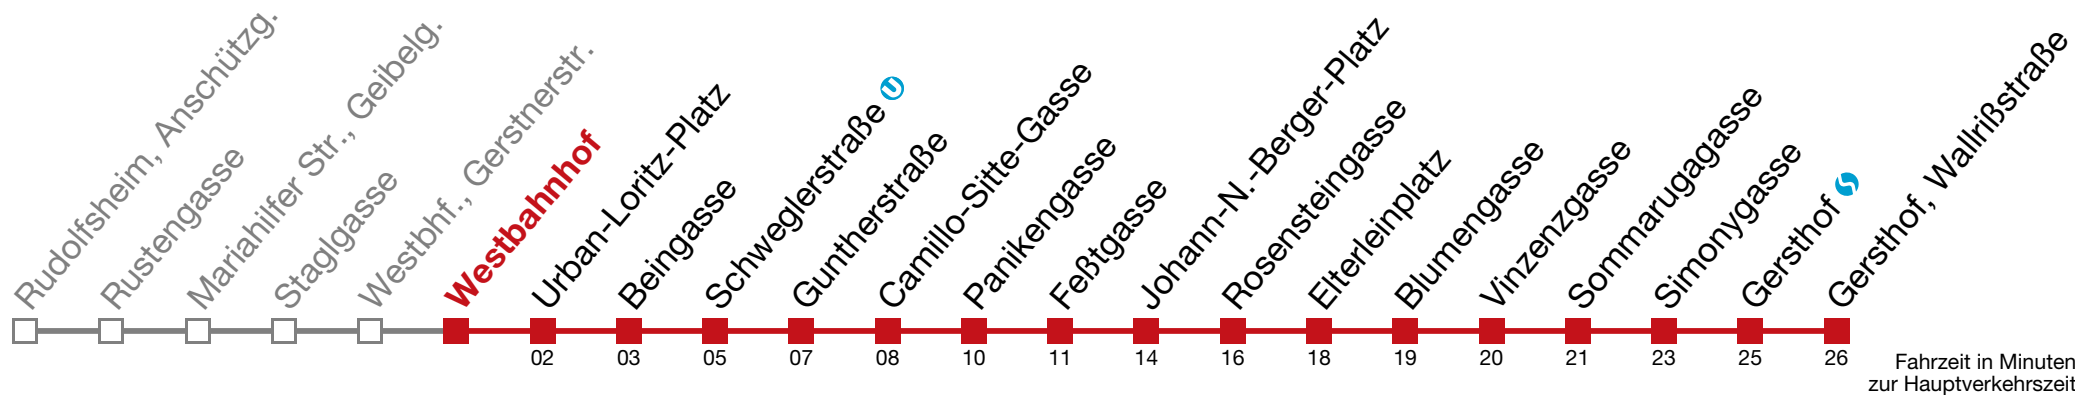 Rudolfsheim, Anschützg.
Rustengasse
Mariahilfer Str., Geibelg.
Staglgasse
Westbhf., Gerstnerstr.
Westbahnhof
Urban-Loritz-Platz
Beingasse
Schweglerstraße U
Guntherstraße
Camillo-Sitte-Gasse
Panikengasse
Feßtgasse
Johann-N.-Berger-Platz
Rosensteingasse
Elterleinplatz
Blumengasse
Vinzenzgasse
Sommarugagasse
Simonygasse
Gersthof S
Gersthof, Wallrißstraße
02 03 05 07 08 10 11 14 16 18 19 20 21 23 25 26
Fahrzeit in Minuten
zur Hauptverkehrszeit